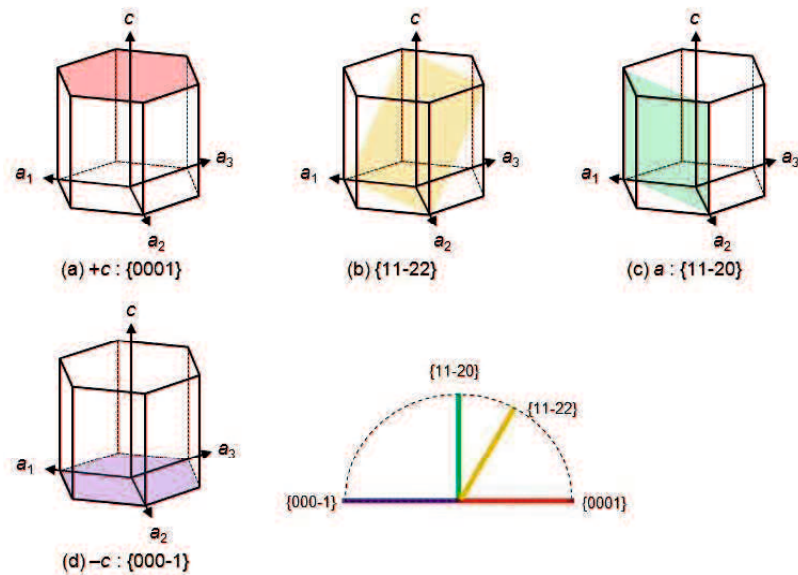 c
a1
a3
a2
(a) +c : {0001}
c
a1
a3
a2
(b) {11-22}
c
a1
a3
a2
(c) a : {11-20}
c
a1
a3
a2
(d) –c : {000-1}
{11-20}
{11-22}
{000-1}
{0001}